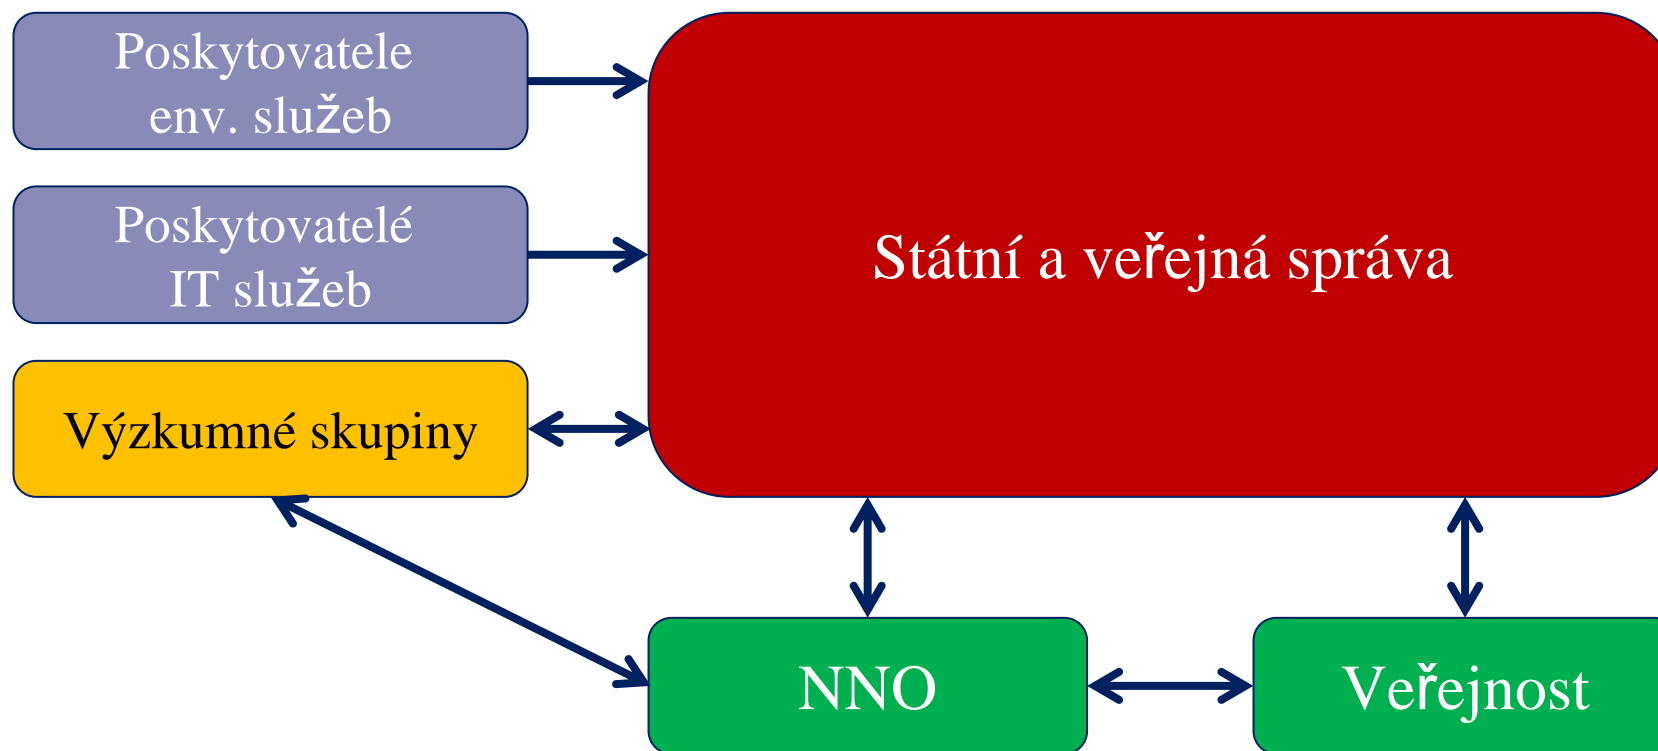 Poskytovatele
env. služeb
Poskytovatelé
IT služeb
Státní a veřejná správa
Výzkumné skupiny
NNO
Veřejnost